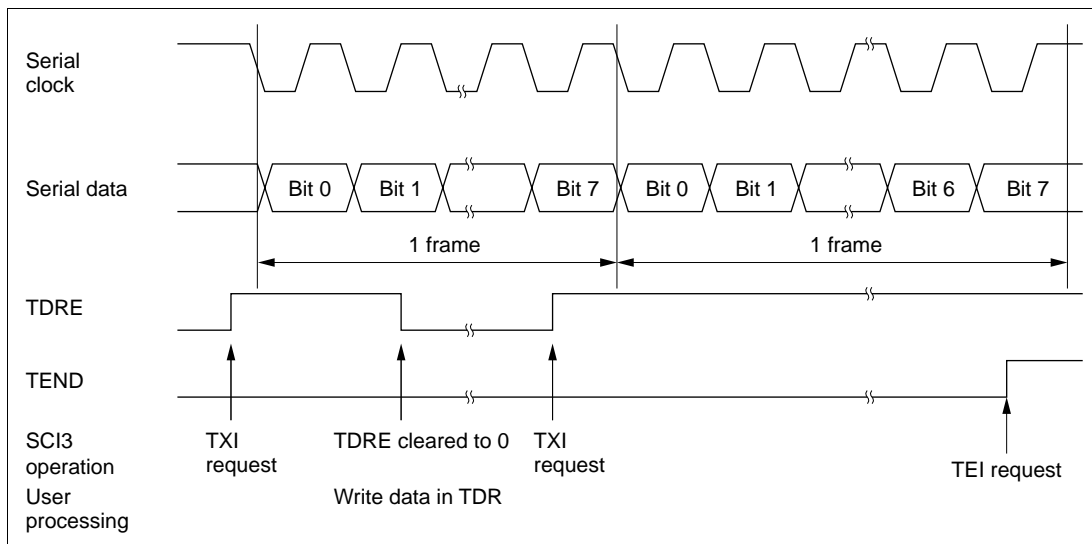 Serial
clock
Serial data
Bit 0
Bit 1
Bit 7
Bit 0
Bit 1
Bit 6
Bit 7
1 frame
1 frame
TDRE
TEND
SCI3
operation
TXI
request
TDRE cleared to 0
TXI
request
TEI request
User
processing
Write data in TDR